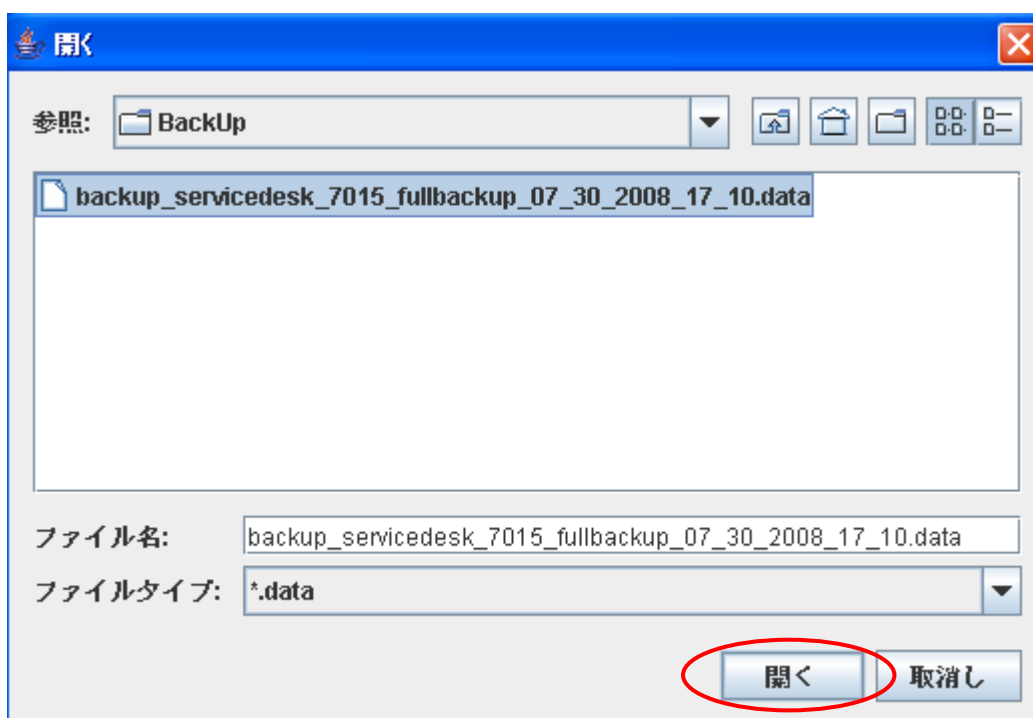 開く
参照: BackUp
backup_servicedesk_7015_fullbackup_07_30_2008_17_10.data
ファイル名: backup_servicedesk_7015_fullbackup_07_30_2008_17_10.data
ファイルタイプ: *.data
開く 取消し